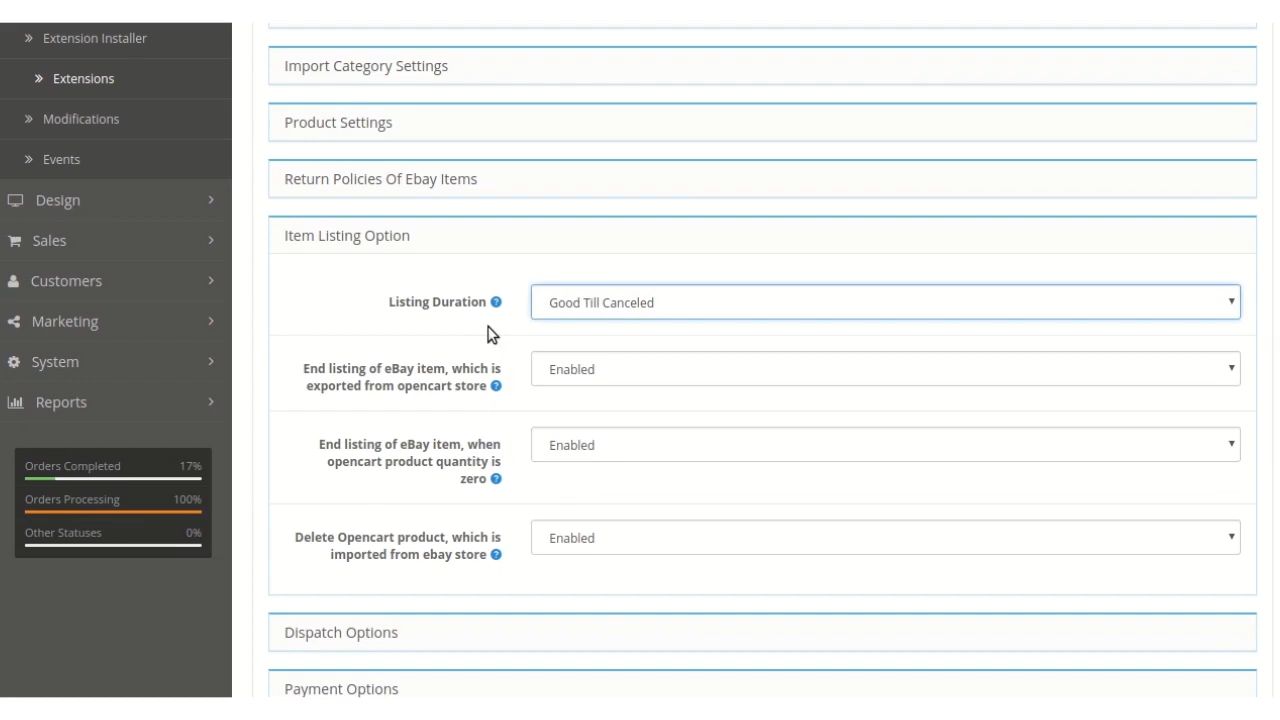 Extension Installer
Extensions
Modifications
Events
Design
Sales
Customers
Marketing
System
Reports
Orders Completed 17%
Orders Processing 100%
Other Statuses 0%
Import Category Settings
Product Settings
Return Policies Of Ebay Items
Item Listing Option
Listing Duration
Good Till Canceled
End listing of eBay item, which is
exported from opencart store
Enabled
End listing of eBay item, when
opencart product quantity is
zero
Enabled
Delete Opencart product, which is
imported from ebay store
Enabled
Dispatch Options
Payment Options